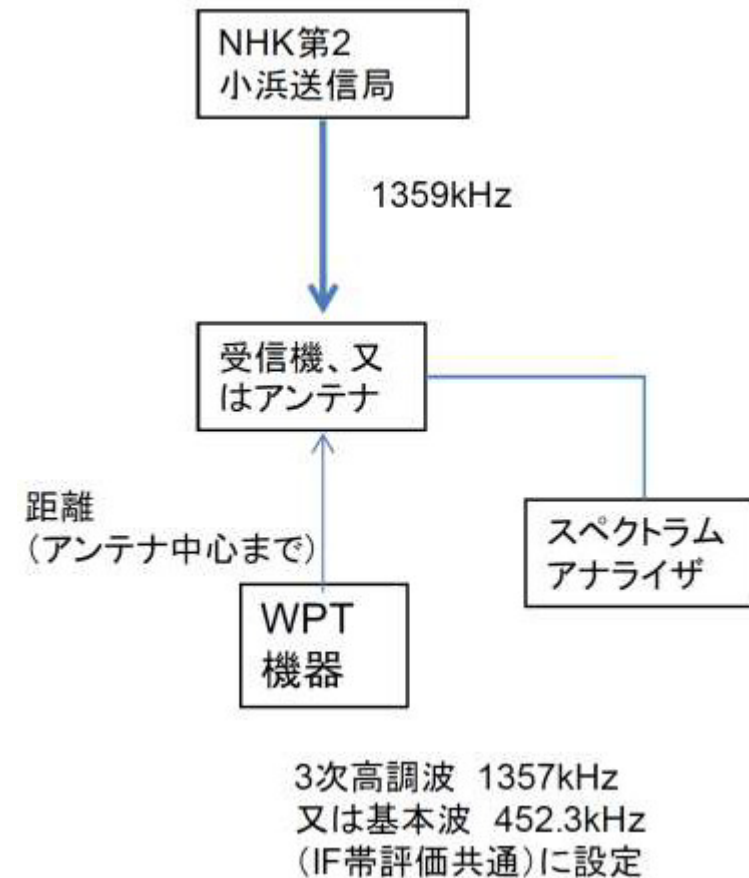 NHK第2
小浜送信局
1359kHz
受信機、又
はアンテナ
距離
(アンテナ中心まで)
スペクトラム
アナライザ
WPT
機器
3次高調波 1357kHz
又は基本波 452.3kHz
(IF帯評価共通)に設定